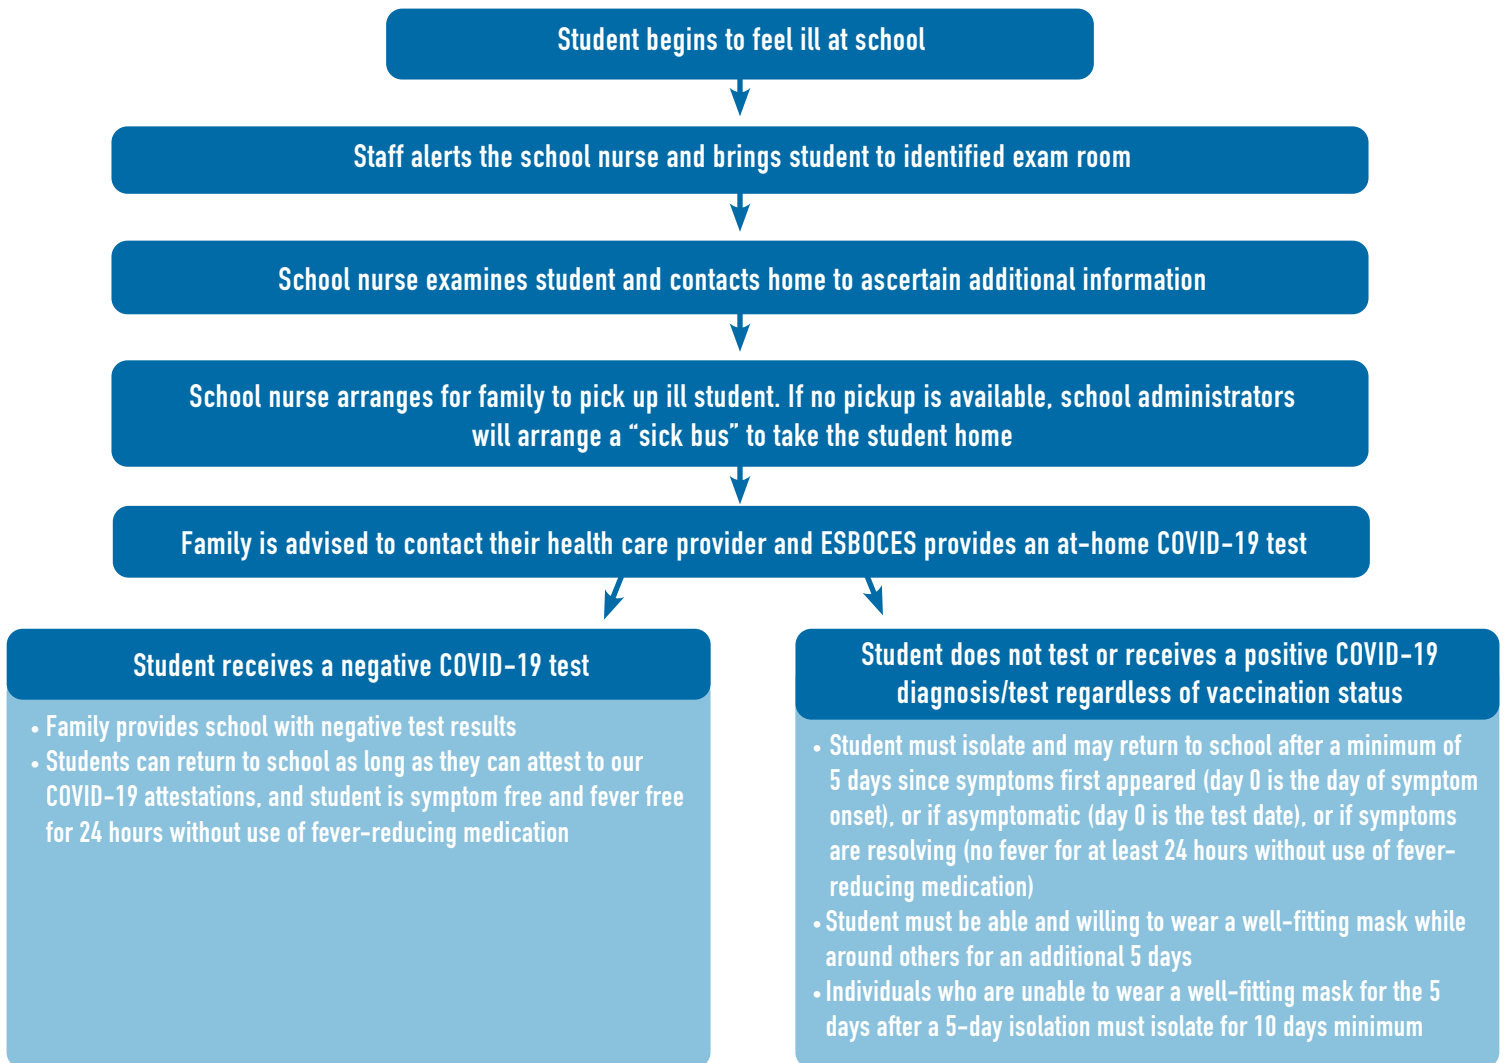 Student begins to feel ill at school
Staff alerts the school nurse and brings student to identified exam room
School nurse examines student and contacts home to ascertain additional information
School nurse arranges for family to pick up ill student. If no pickup is available, school administrators
will arrange a “sick bus” to take the student home
Family is advised to contact their health care provider and ESBOCES provides an at-home COVID-19 test
Student receives a negative COVID-19 test
• Family provides school with negative test results
• Students can return to school as long as they can attest to our
COVID-19 attestations, and student is symptom free and fever free
for 24 hours without use of fever-reducing medication
Student does not test or receives a positive COVID-19
diagnosis/test regardless of vaccination status
• Student must isolate and may return to school after a minimum of
5 days since symptoms first appeared (day 0 is the day of symptom
onset), or if asymptomatic (day 0 is the test date), or if symptoms
are resolving (no fever for at least 24 hours without use of fever-
reducing medication)
• Student must be able and willing to wear a well-fitting mask while
around others for an additional 5 days
• Individuals who are unable to wear a well-fitting mask for the 5
days after a 5-day isolation must isolate for 10 days minimum